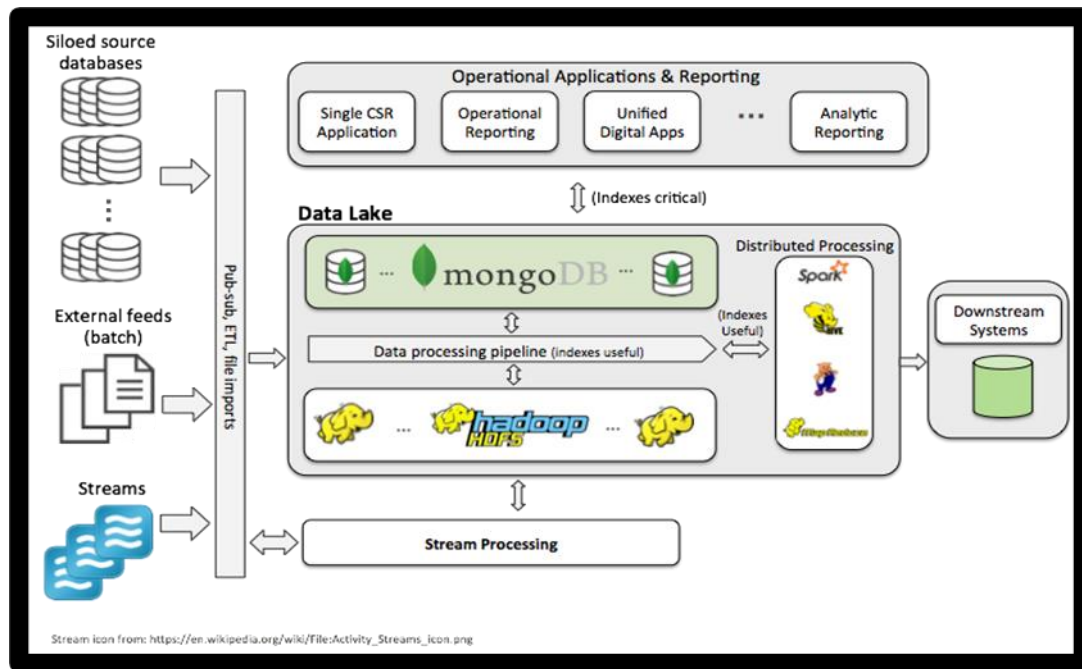 Siloed source
databases
Operational Applications & Reporting
Single CSR
Application
Operational
Reporting
Unified
Digital Apps
...
Analytic
Reporting
(Indexes critical)
Data Lake
... mongoDB ...
Distributed Processing
Spark
HIVE
(Indexes
Useful)
Data processing pipeline (indexes useful)
... hadoop ...
HDFS
MapReduce
Downstream
Systems
External feeds
(batch)
Pub-sub, ETL, file imports
Streams
Stream Processing
Stream icon from: https://en.wikipedia.org/wiki/File:Activity_Streams_icon.png